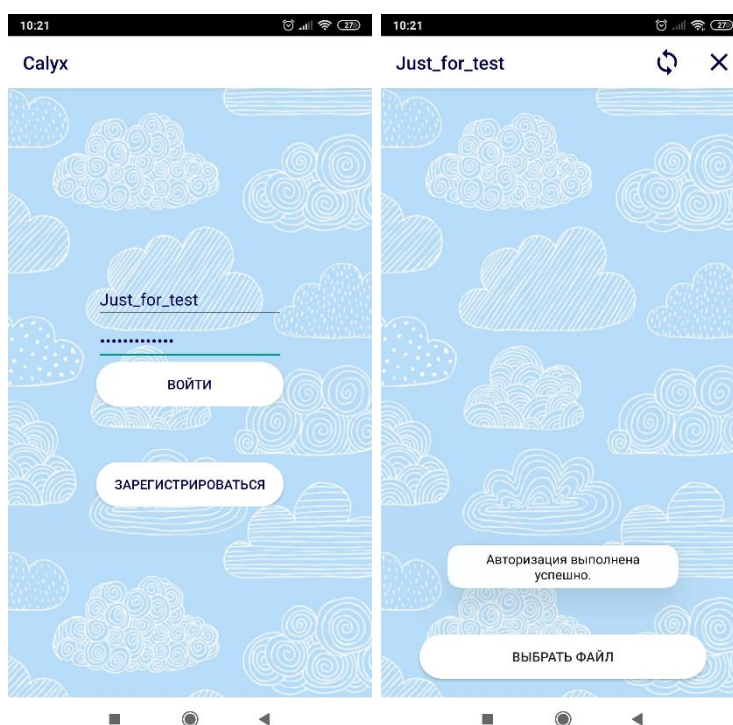 10:21
27
Calyx
Just_for_test
•••••••••••••
ВОЙТИ
ЗАРЕГИСТРИРОВАТЬСЯ
10:21
27
Just_for_test
Авторизация выполнена
успешно.
ВЫБРАТЬ ФАЙЛ